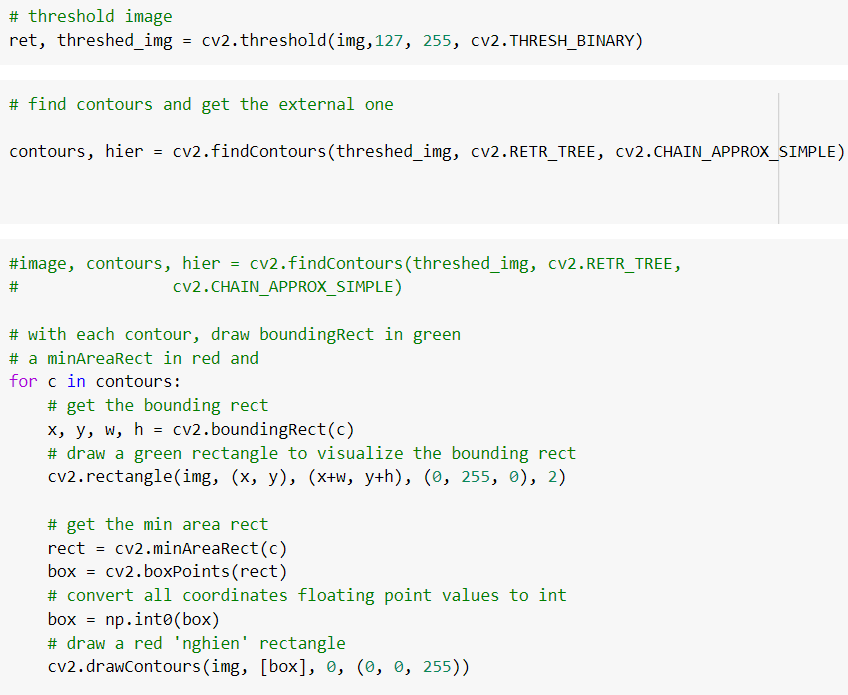 # threshold image
ret, threshed_img = cv2.threshold(img,127, 255, cv2.THRESH_BINARY)
# find contours and get the external one
contours, hier = cv2.findContours(threshed_img, cv2.RETR_TREE, cv2.CHAIN_APPROX_SIMPLE)
#image, contours, hier = cv2.findContours(threshed_img, cv2.RETR_TREE,
#                cv2.CHAIN_APPROX_SIMPLE)
# with each contour, draw boundingRect in green
# a minAreaRect in red and
for c in contours:
    # get the bounding rect
    x, y, w, h = cv2.boundingRect(c)
    # draw a green rectangle to visualize the bounding rect
    cv2.rectangle(img, (x, y), (x+w, y+h), (0, 255, 0), 2)
    # get the min area rect
    rect = cv2.minAreaRect(c)
    box = cv2.boxPoints(rect)
    # convert all coordinates floating point values to int
    box = np.int0(box)
    # draw a red 'nghien' rectangle
    cv2.drawContours(img, [box], 0, (0, 0, 255))